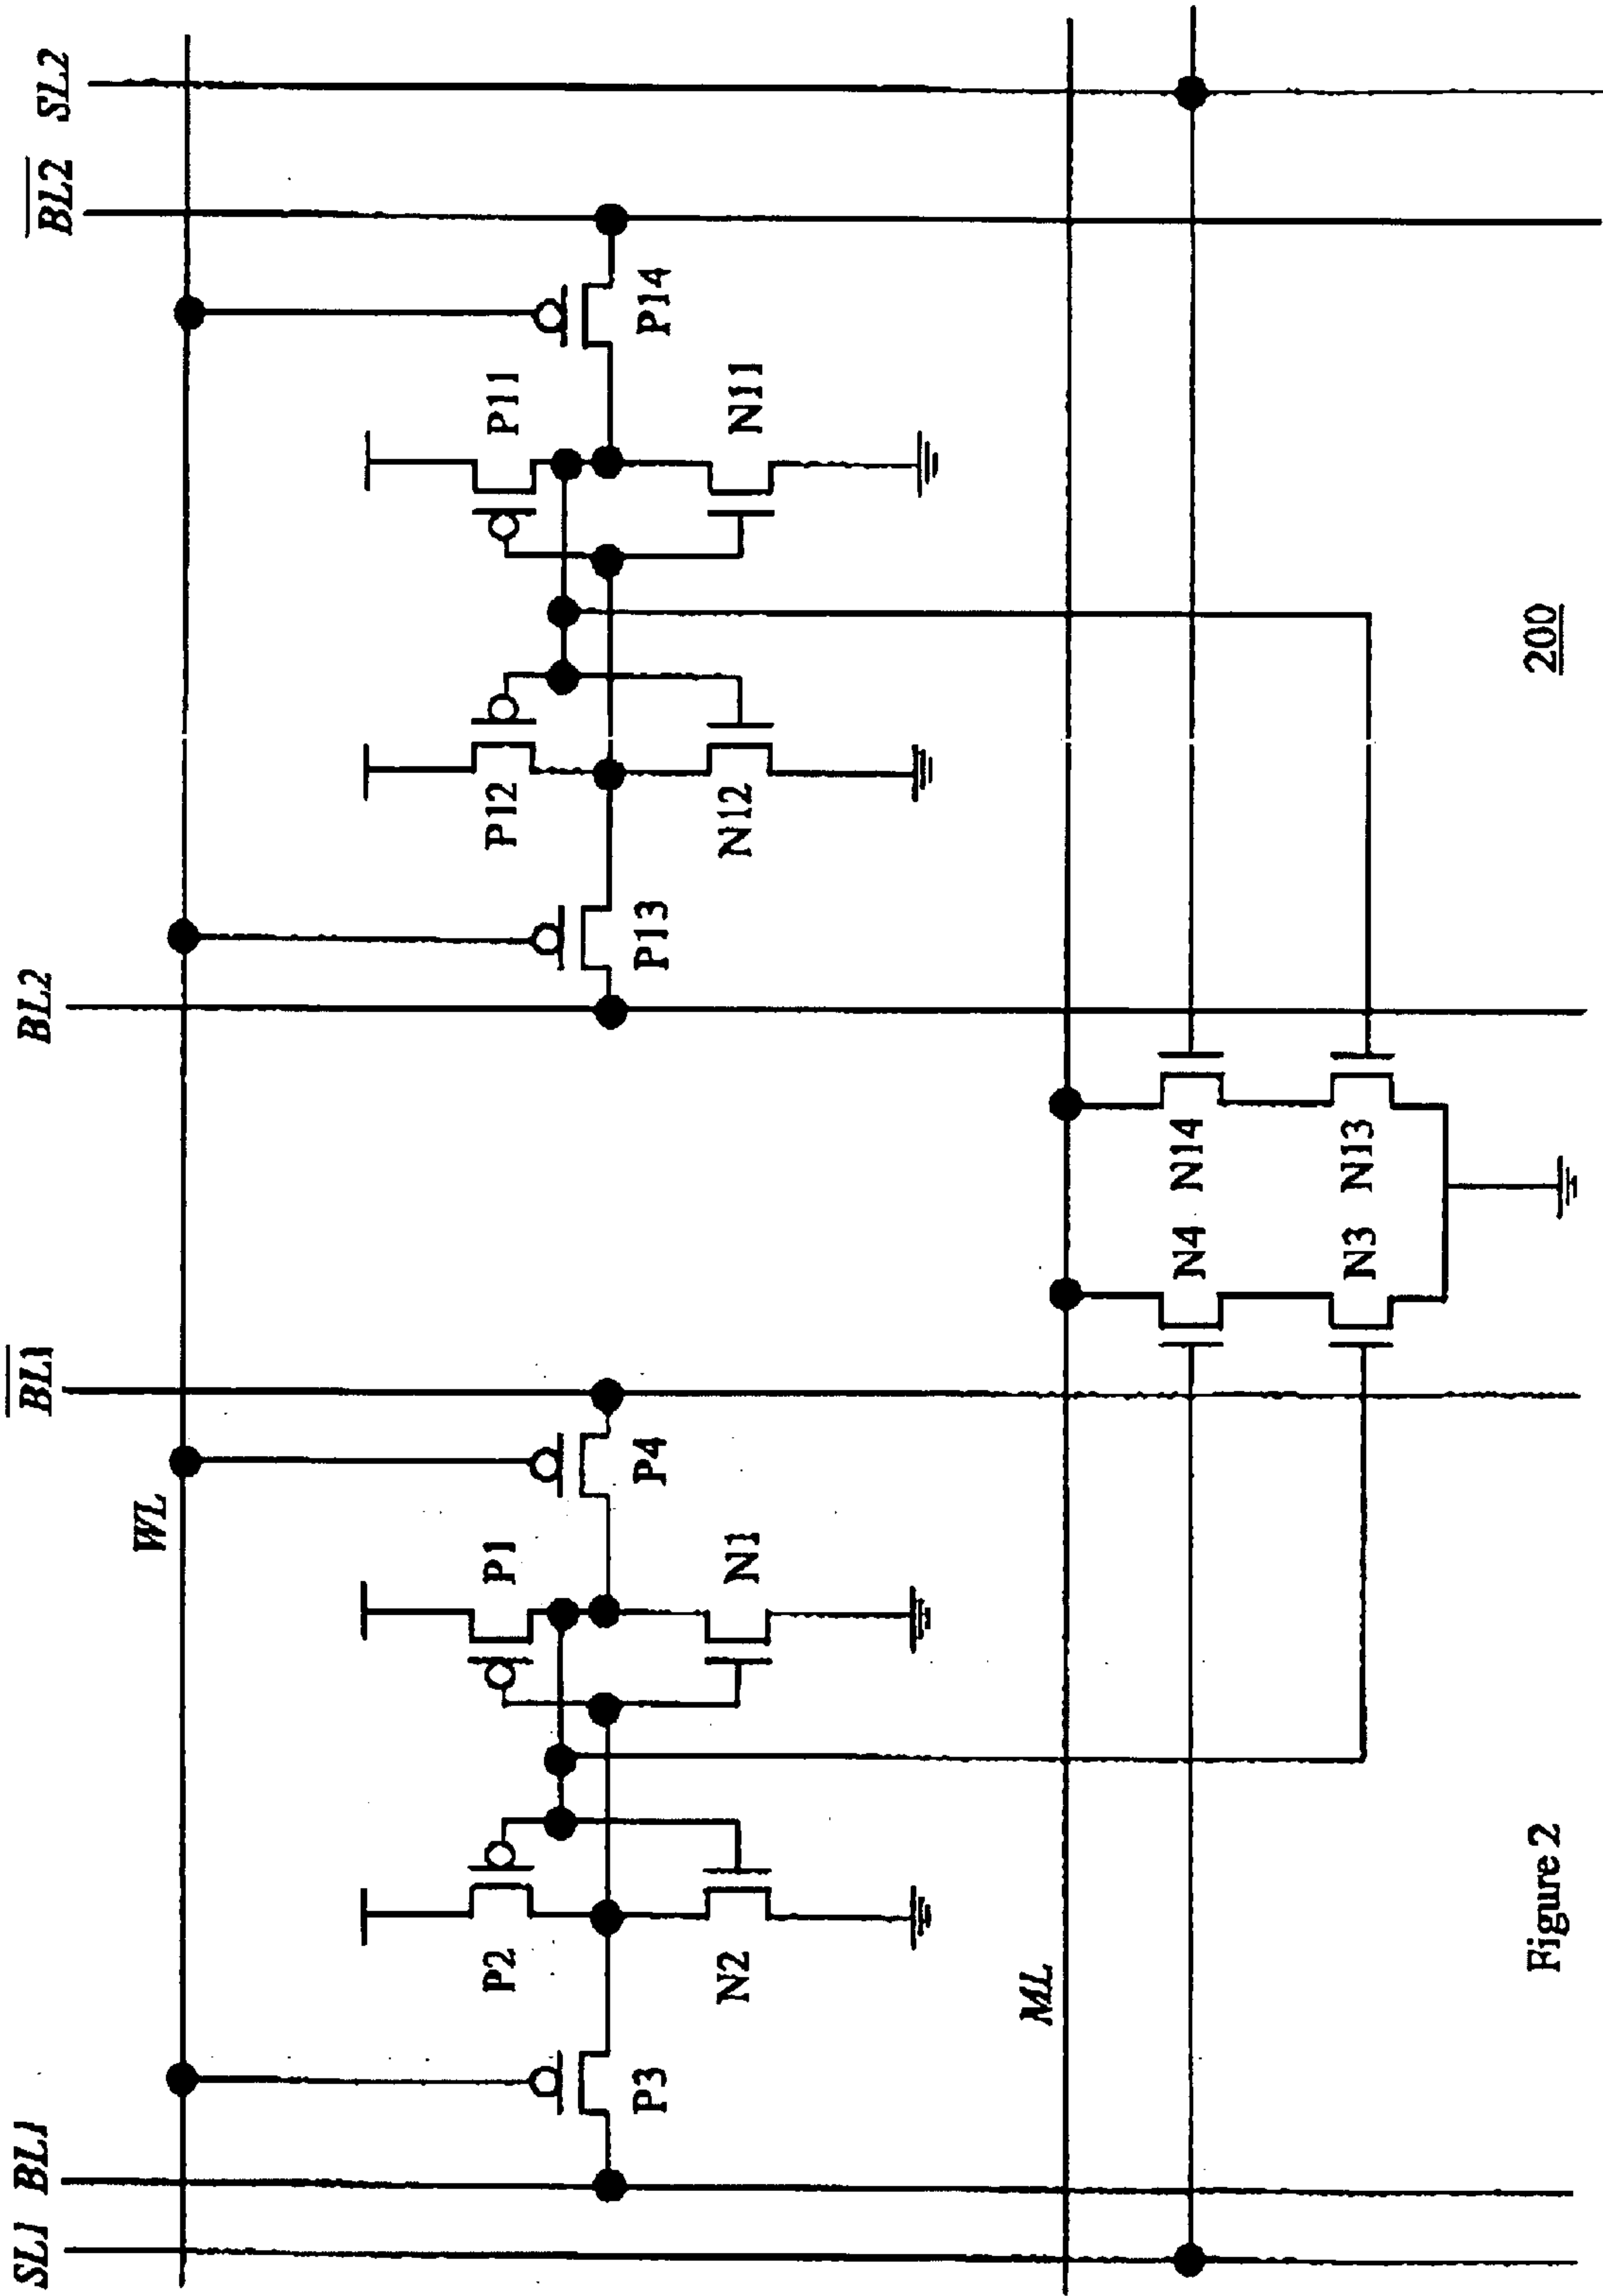 SL1 BL1 BL1 BL2 BL2 SL2
WL
P2 P1 P12 P11
P3 P4 P13 P14
N2 N1 N12 N11
ML
N4 N14
N3 N13
Figure 2 200